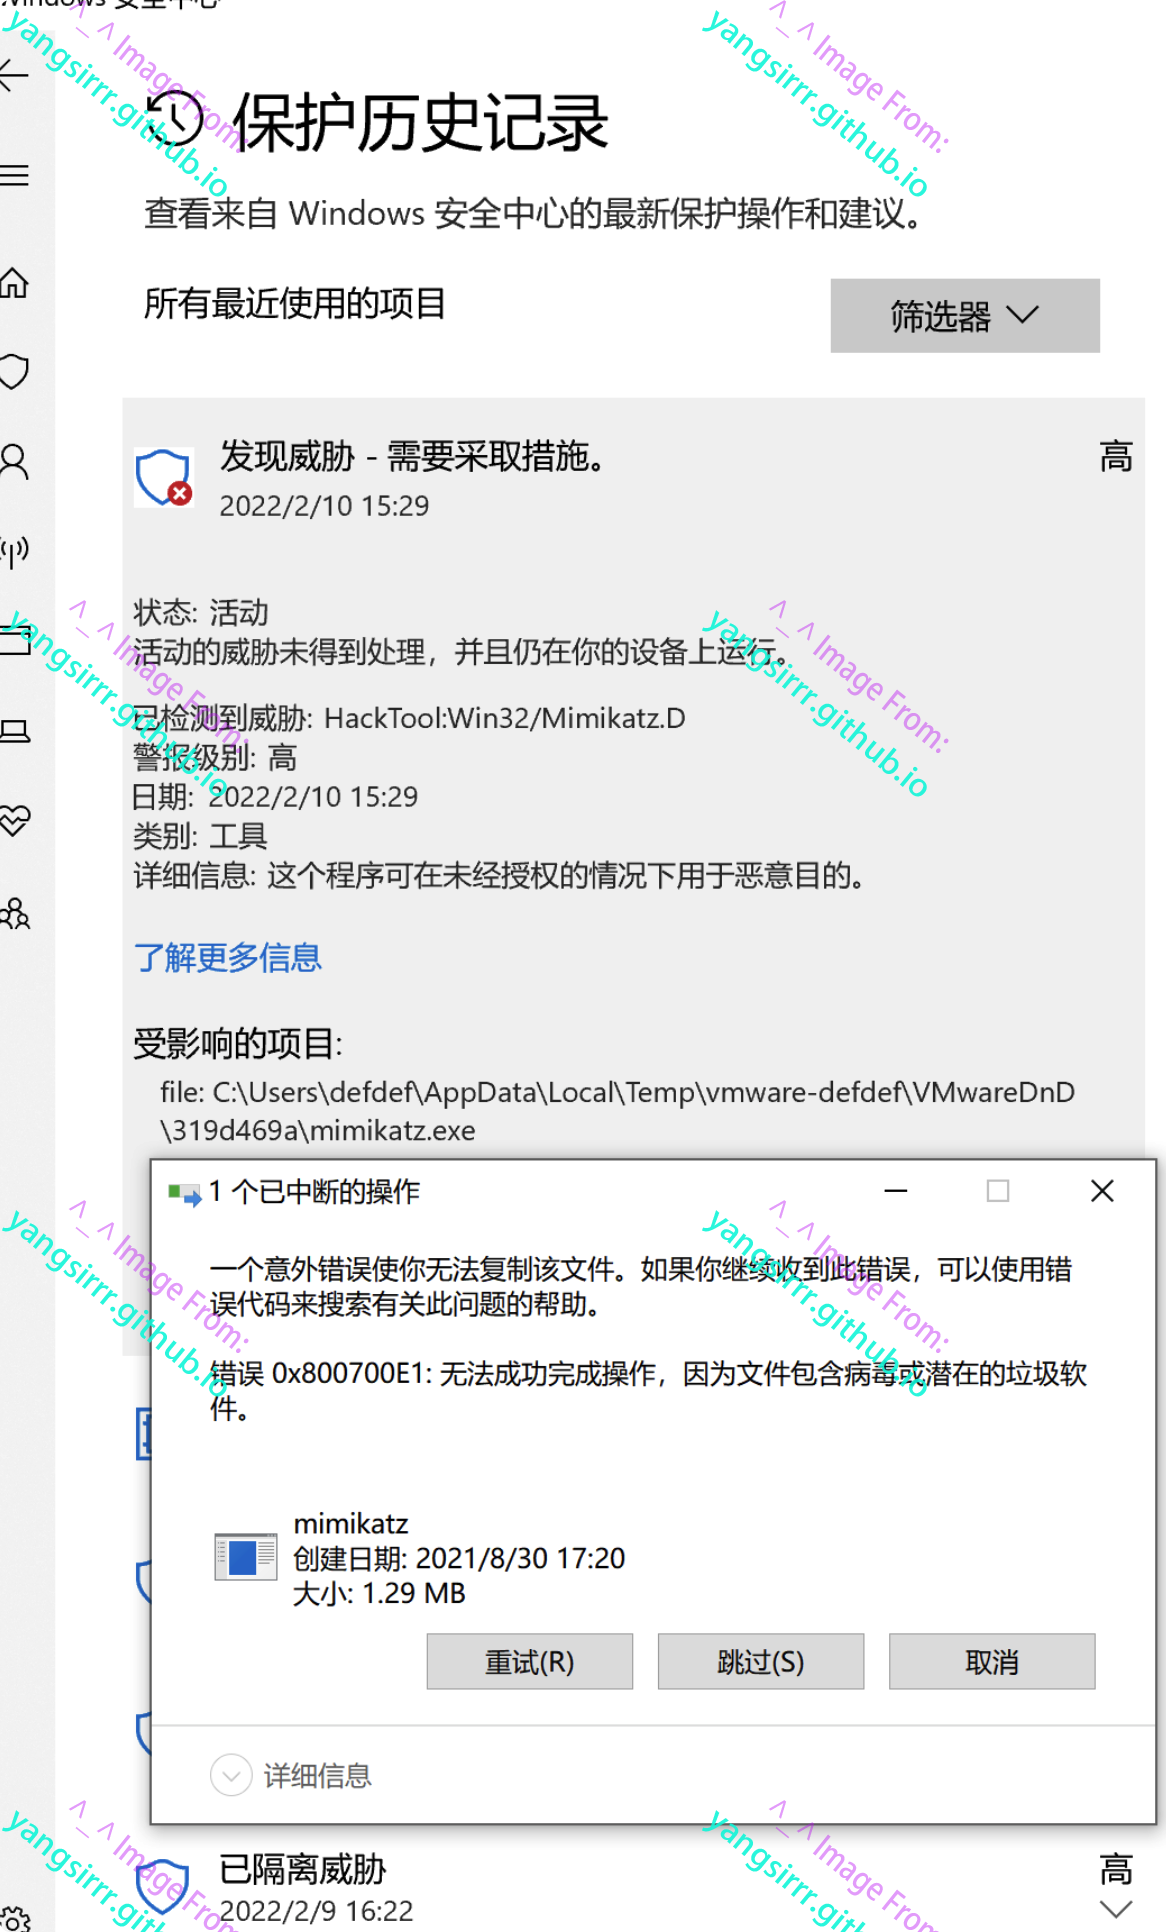 Windows 安全中心
保护历史记录
查看来自 Windows 安全中心的最新保护操作和建议。
所有最近使用的项目
筛选器
发现威胁 - 需要采取措施。
高
2022/2/10 15:29
状态: 活动
活动的威胁未得到处理，并且仍在你的设备上运行。
已检测到威胁: HackTool:Win32/Mimikatz.D
警报级别: 高
日期: 2022/2/10 15:29
类别: 工具
详细信息: 这个程序可在未经授权的情况下用于恶意目的。
了解更多信息
受影响的项目:
file: C:\Users\defdef\AppData\Local\Temp\vmware-defdef\VMwareDnD
\319d469a\mimikatz.exe
1 个已中断的操作
一个意外错误使你无法复制该文件。如果你继续收到此错误，可以使用错
误代码来搜索有关此问题的帮助。
错误 0x800700E1: 无法成功完成操作，因为文件包含病毒或潜在的垃圾软
件。
mimikatz
创建日期: 2021/8/30 17:20
大小: 1.29 MB
重试(R)
跳过(S)
取消
详细信息
已隔离威胁
高
2022/2/9 16:22
^_^ Image From:
yangsirrr.github.io
^_^ Image From:
yangsirrr.github.io
^_^ Image From:
yangsirrr.github.io
^_^ Image From:
yangsirrr.github.io
^_^ Image From:
yangsirrr.github.io
^_^ Image From:
yangsirrr.github.io
^_^ Image From
yangsirrr.gith
^_^ Image From:
yangsirrr.github.io